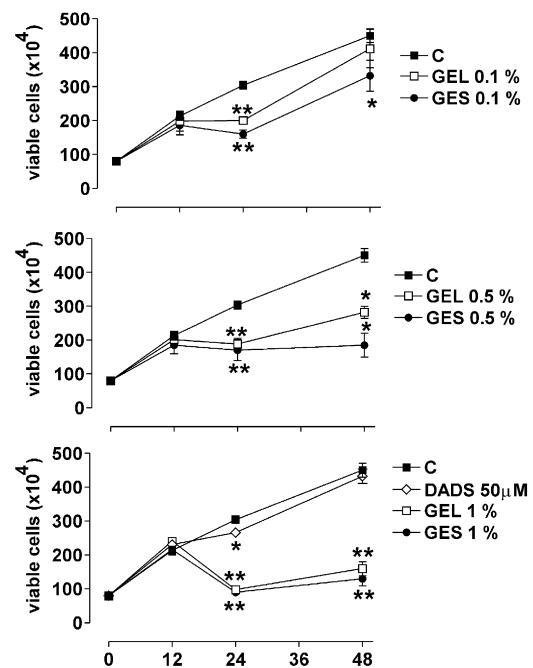 500
400
300
200
100
0
viable cells (x10⁴)
**
**
*
C
GEL 0.1 %
GES 0.1 %
500
400
300
200
100
0
viable cells (x10⁴)
**
**
*
*
C
GEL 0.5 %
GES 0.5 %
500
400
300
200
100
0
viable cells (x10⁴)
*
**
**
**
**
C
DADS 50μM
GEL 1 %
GES 1 %
0 12 24 36 48